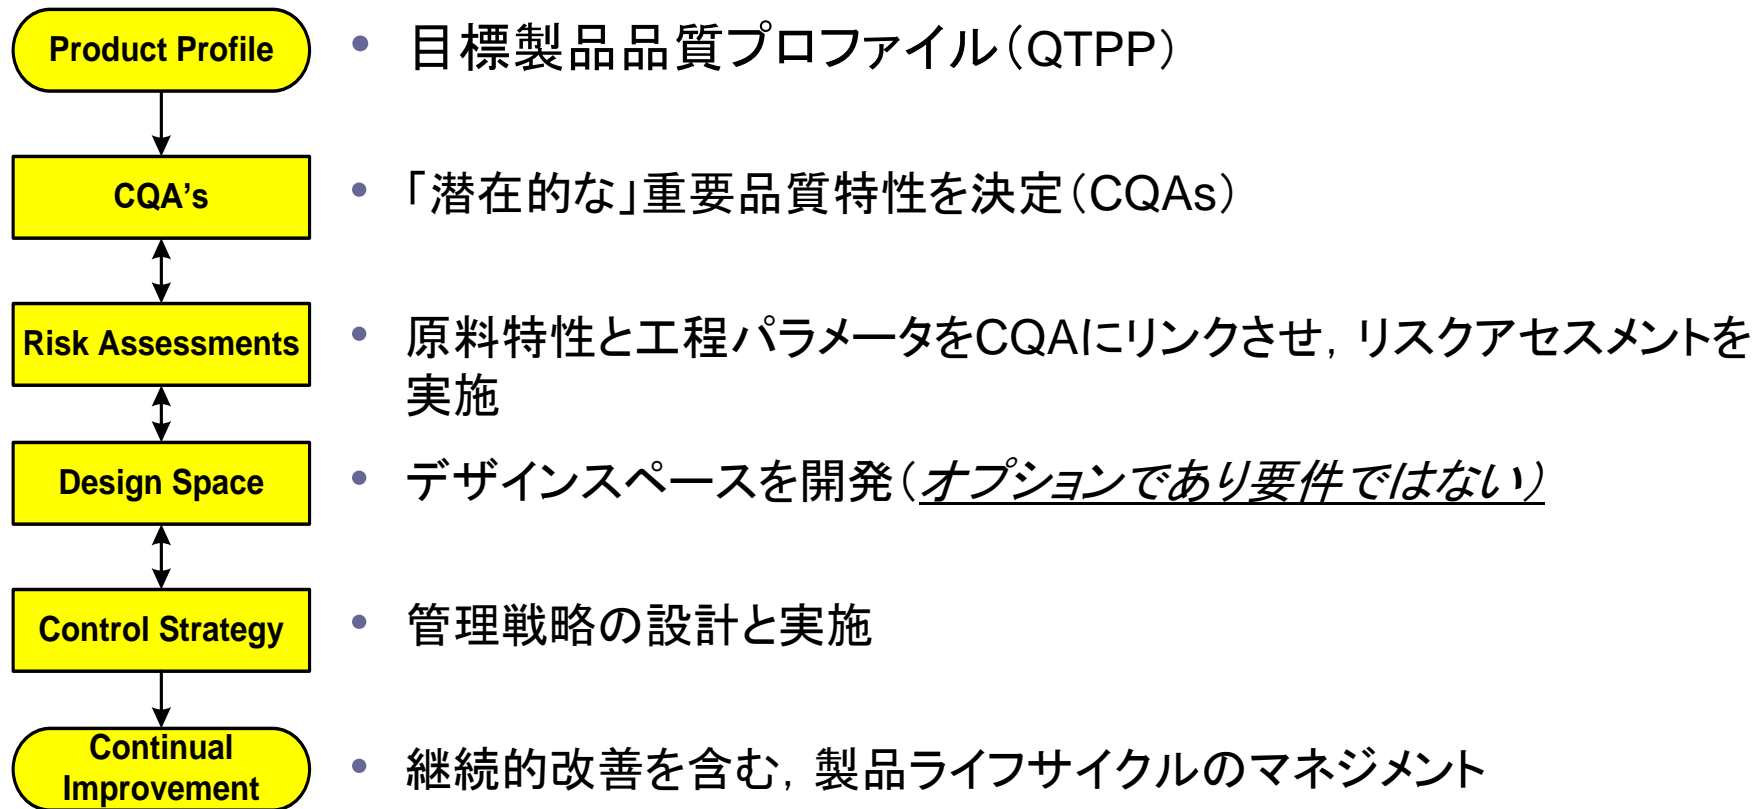 Product Profile
• 目標製品品質プロファイル（QTPP）
CQA's
• 「潜在的な」重要品質特性を決定（CQAs）
Risk Assessments
• 原料特性と工程パラメータをCQAにリンクさせ，リスクアセスメントを
実施
Design Space
• デザインスペースを開発（オプションであり要件ではない）
Control Strategy
• 管理戦略の設計と実施
Continual
Improvement
• 継続的改善を含む，製品ライフサイクルのマネジメント